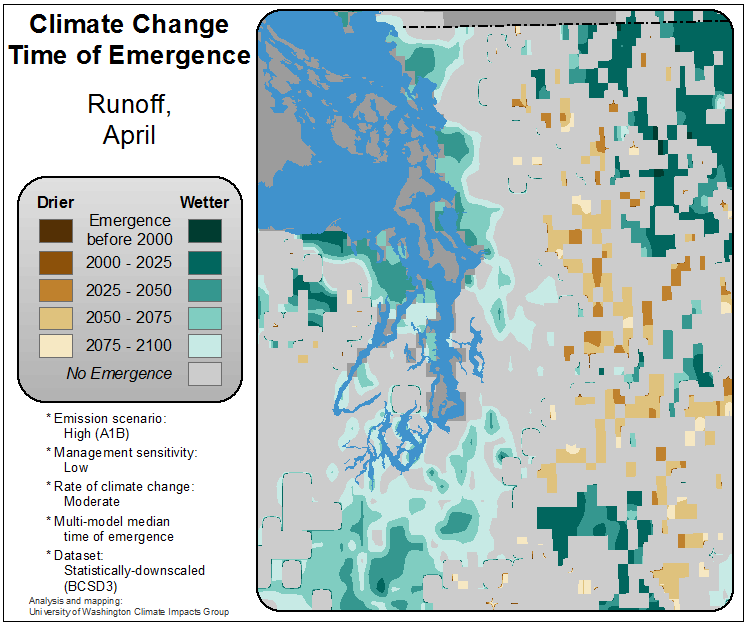 Climate Change
Time of Emergence
Runoff,
April
Drier Wetter
Emergence
before 2000
2000 - 2025
2025 - 2050
2050 - 2075
2075 - 2100
No Emergence
* Emission scenario:
High (A1B)
* Management sensitivity:
Low
* Rate of climate change:
Moderate
* Multi-model median
time of emergence
* Dataset:
Statistically-downscaled
(BCSD3)
Analysis and mapping:
University of Washington Climate Impacts Group